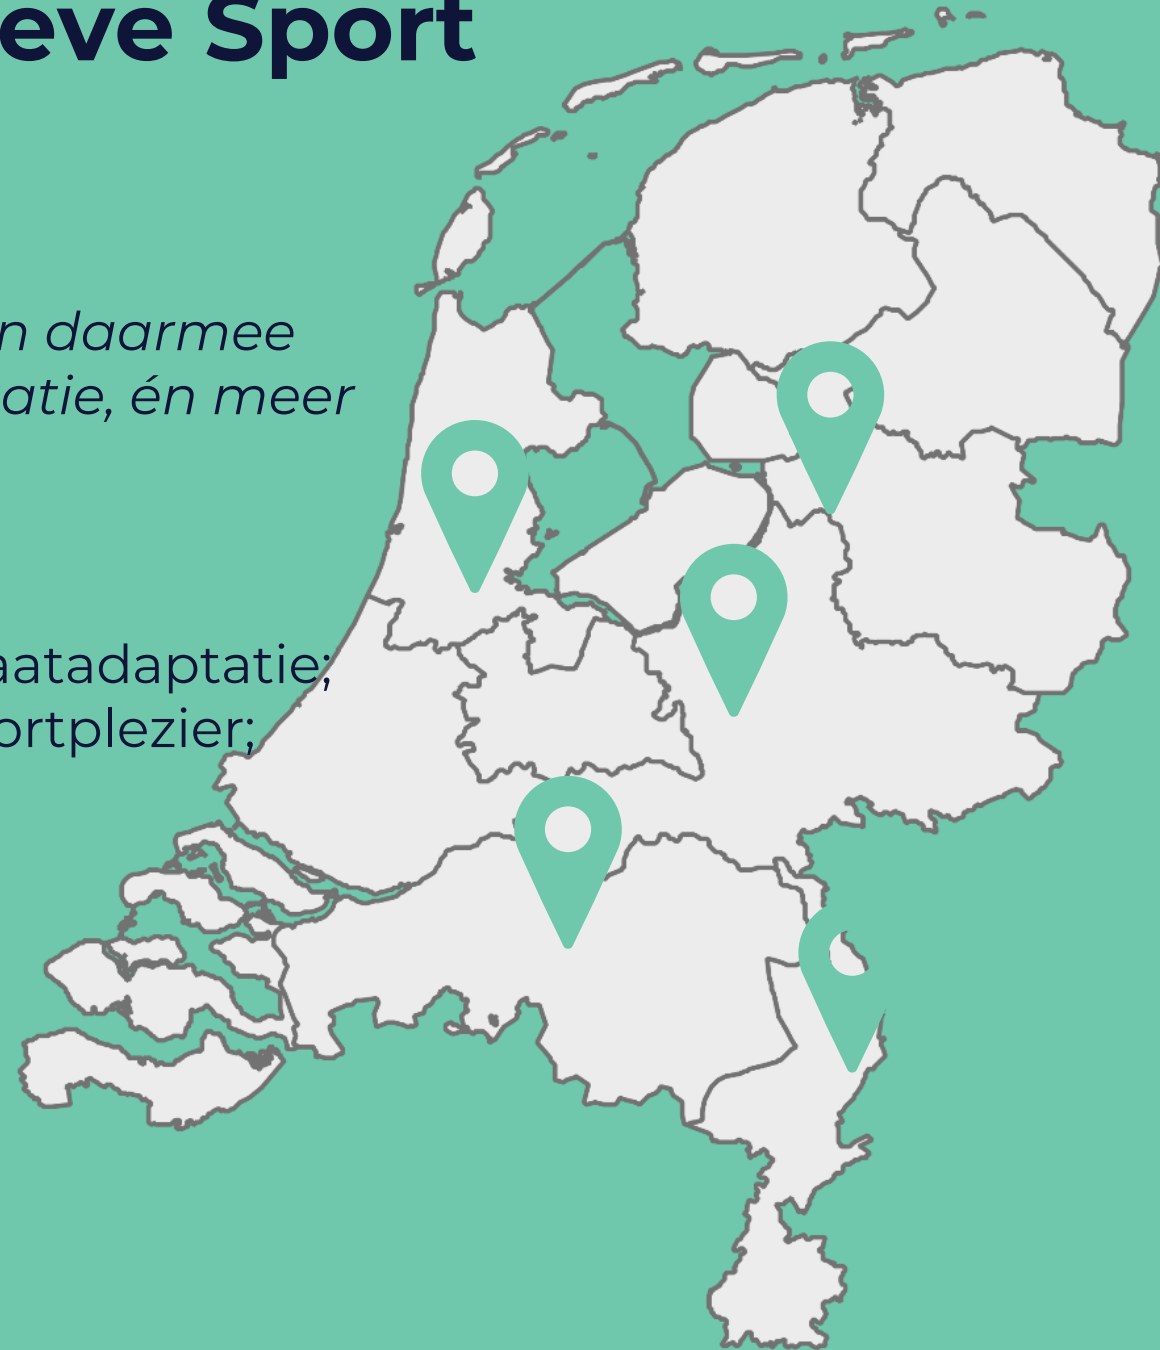 eve Sport
n daarmee
atie, én meer
aatadaptatie;
ortplezier;